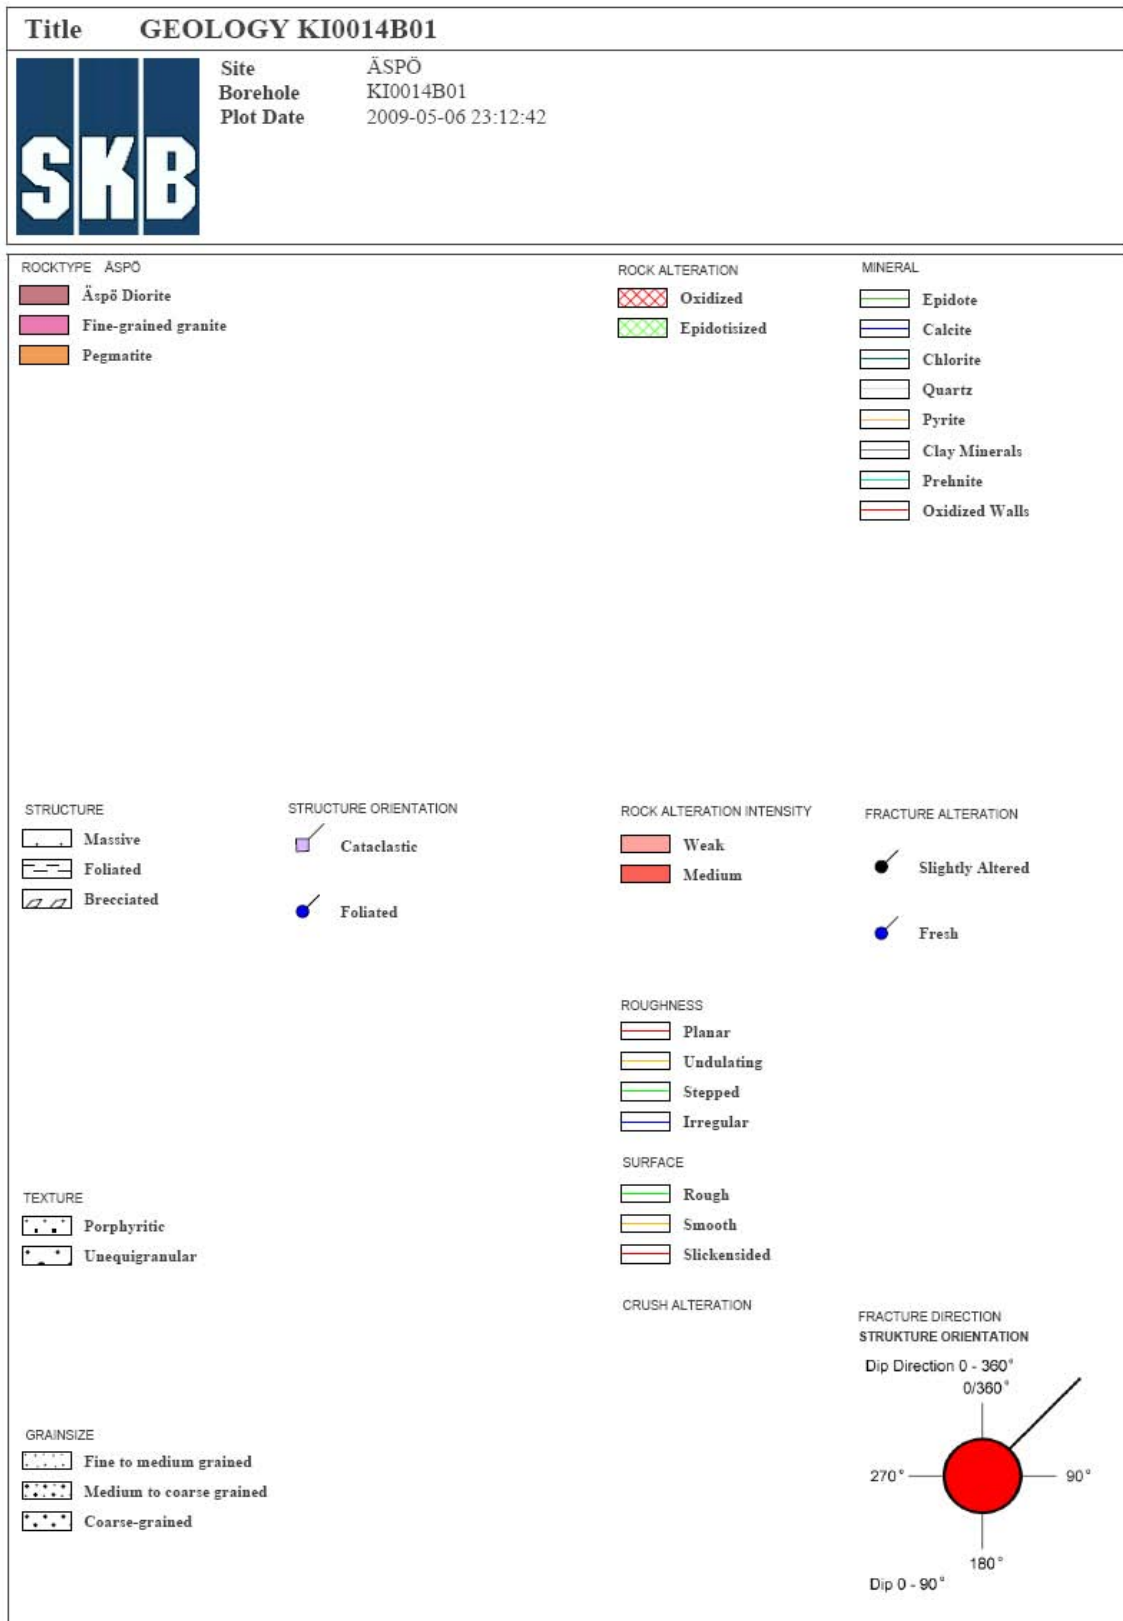 Title GEOLOGY KI0014B01
SKB
Site ÄSPÖ
Borehole KI0014B01
Plot Date 2009-05-06 23:12:42
ROCKTYPE ÄSPÖ
Äspö Diorite
Fine-grained granite
Pegmatite
ROCK ALTERATION
Oxidized
Epidotisized
MINERAL
Epidote
Calcite
Chlorite
Quartz
Pyrite
Clay Minerals
Prehnite
Oxidized Walls
STRUCTURE
Massive
Foliated
Brecciated
STRUCTURE ORIENTATION
Cataclastic
Foliated
ROCK ALTERATION INTENSITY
Weak
Medium
FRACTURE ALTERATION
Slightly Altered
Fresh
ROUGHNESS
Planar
Undulating
Stepped
Irregular
SURFACE
Rough
Smooth
Slickensided
TEXTURE
Porphyritic
Unequigranular
CRUSH ALTERATION
FRACTURE DIRECTION
STRUKTURE ORIENTATION
Dip Direction 0 - 360°
0/360°
270°
90°
180°
Dip 0 - 90°
GRAINSIZE
Fine to medium grained
Medium to coarse grained
Coarse-grained